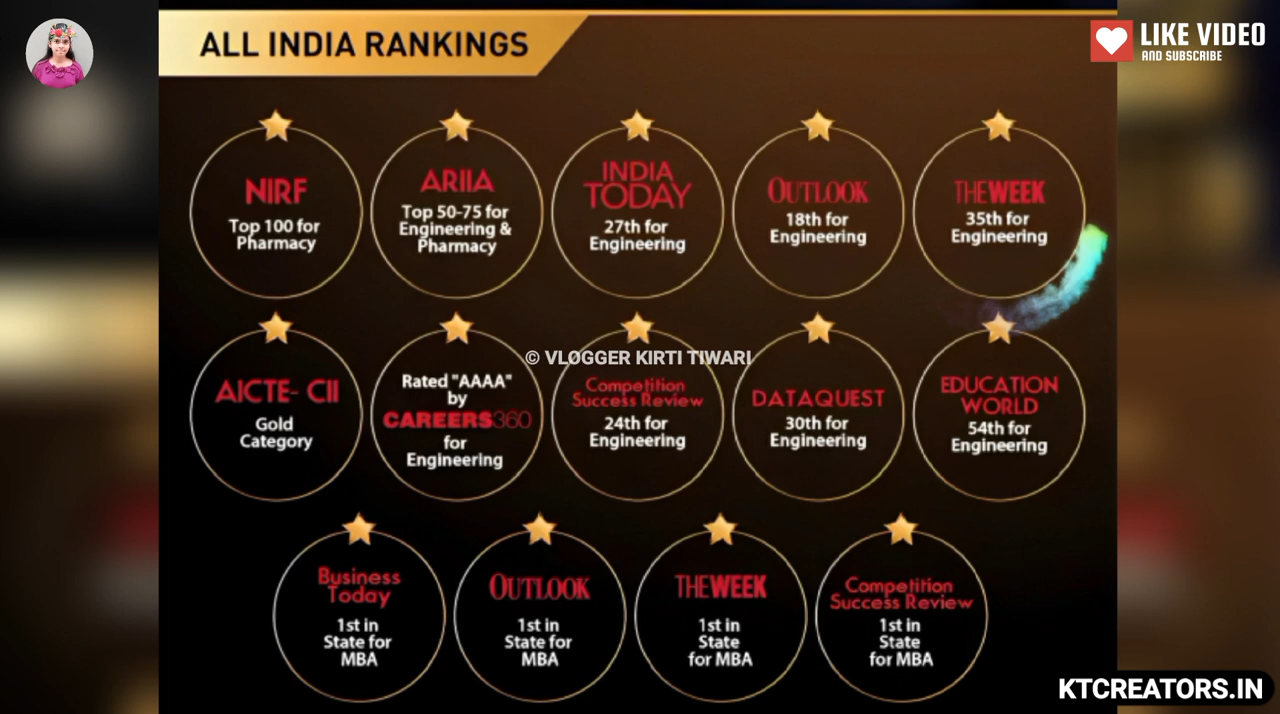 ALL INDIA RANKINGS
LIKE VIDEO
AND SUBSCRIBE
NIRF
Top 100 for
Pharmacy
ARIIA
Top 50-75 for
Engineering &
Pharmacy
INDIA
TODAY
27th for
Engineering
OUTLOOK
18th for
Engineering
THEWEEK
35th for
Engineering
AICTE- CII
Gold
Category
Rated "AAAA"
by
CAREERS360
for
Engineering
© VLOGGER KIRTI TIWARI
Competition
Success Review
24th for
Engineering
DATAQUEST
30th for
Engineering
EDUCATION
WORLD
54th for
Engineering
Business
Today
1st in
State for
MBA
OUTLOOK
1st in
State for
MBA
THEWEEK
1st in
State
for MBA
Competition
Success Review
1st in
State
for MBA
KTCREATORS.IN